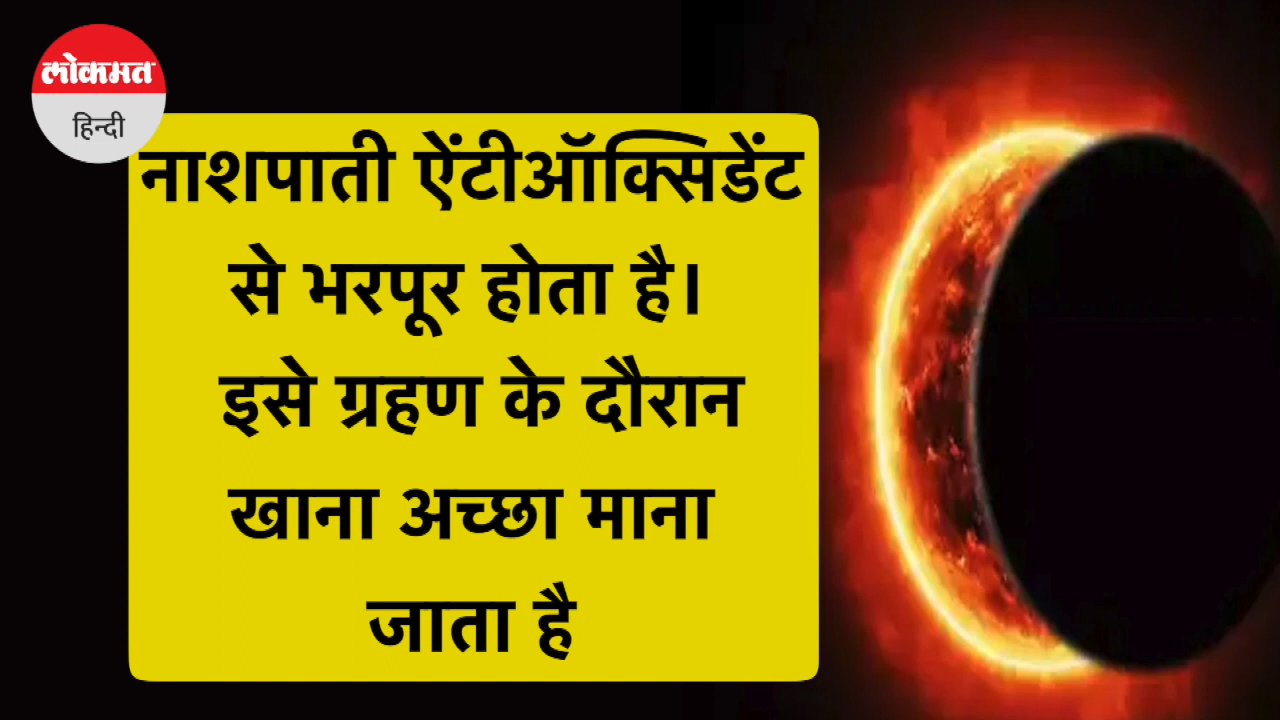 लोकमत
हिन्दी
नाशपाती ऐंटीऑक्सिडेंट
से भरपूर होता है।
इसे ग्रहण के दौरान
खाना अच्छा माना
जाता है